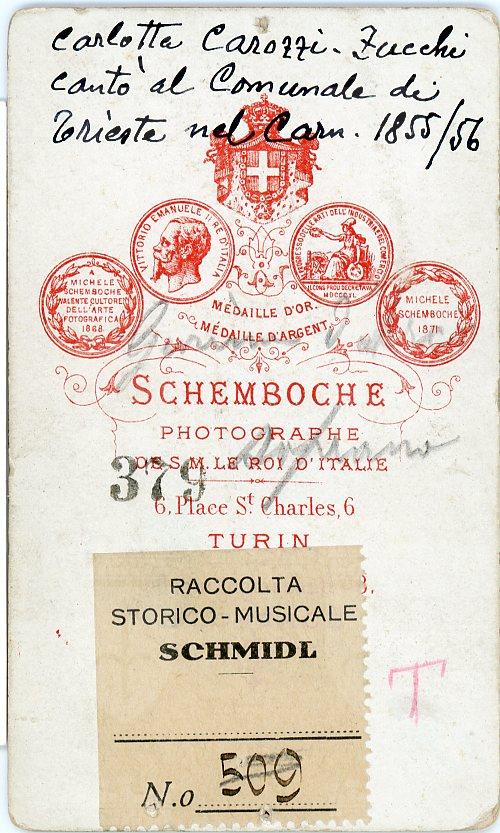 Carlotta Carozzi-Zucchi
cantò al Comunale di
Trieste nel Carn. 1855/56
VITTORIO EMANUELE II RE D'ITALIA
A
MICHELE
SCHEMBOCHE
VALENTE CULTORE
DELL'ARTE
FOTOGRAFICA
1868
MICHELE
SCHEMBOCHE
1871
MÉDAILLE D'OR.
MÉDAILLE D'ARGENT
SCHEMBOCHE
PHOTOGRAPHE
DE S. M. LE ROI D'ITALIE
soprano
379
6, Place St. Charles, 6
TURIN
RACCOLTA
STORICO-MUSICALE
SCHMIDL
N.o 509
T